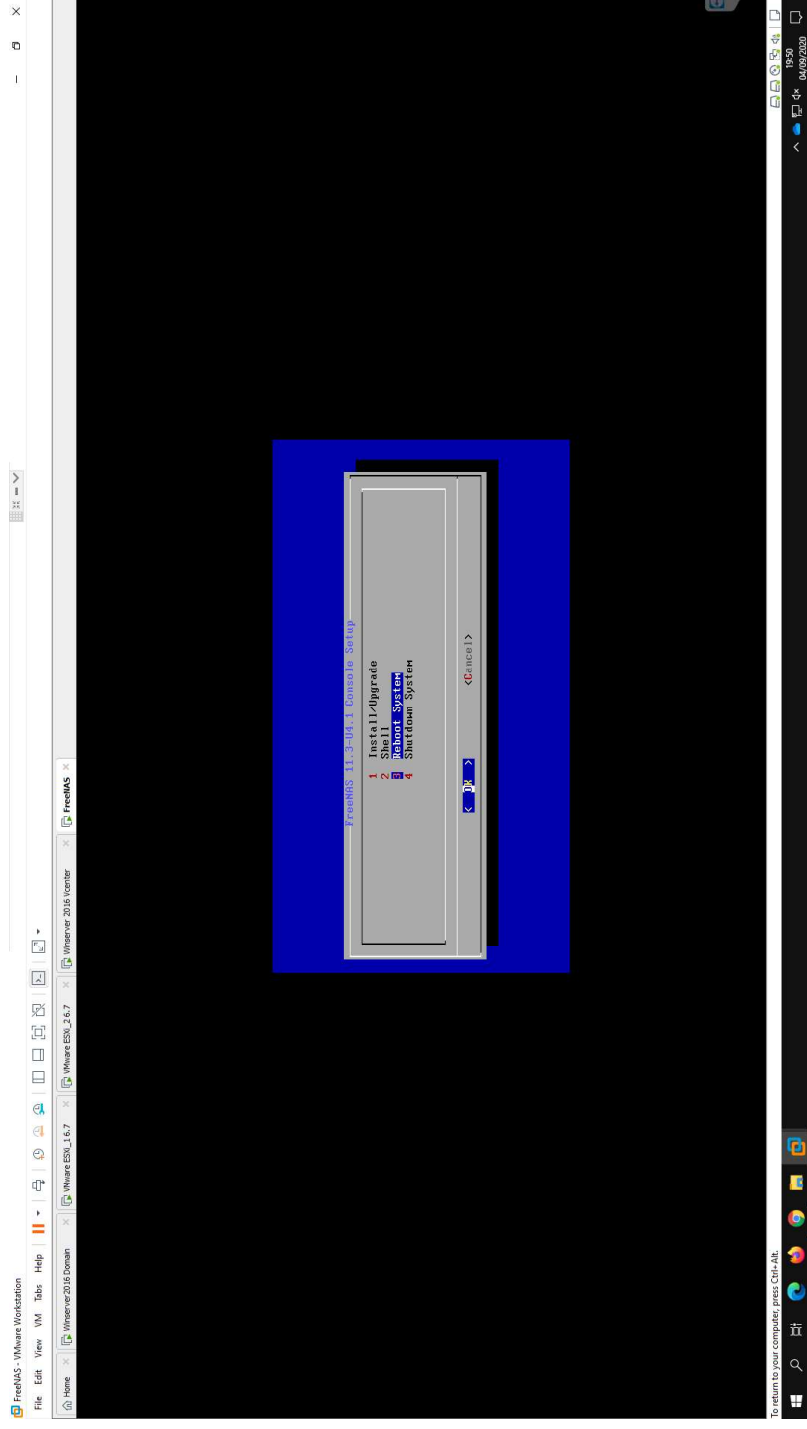 FreeNAS - VMware Workstation
File Edit View VM Tabs Help
Home
Winserver2016 Domain
VMware ESXi_1 6.7
VMware ESXi_2 6.7
Winserver 2016 Vcenter
FreeNAS
FreeNAS 11.3-U4.1 Console Setup
1 Install/Upgrade
2 Shell
3 Reboot System
4 Shutdown System
< OK > <Cancel>
To return to your computer, press Ctrl+Alt.
19:50
04/09/2020